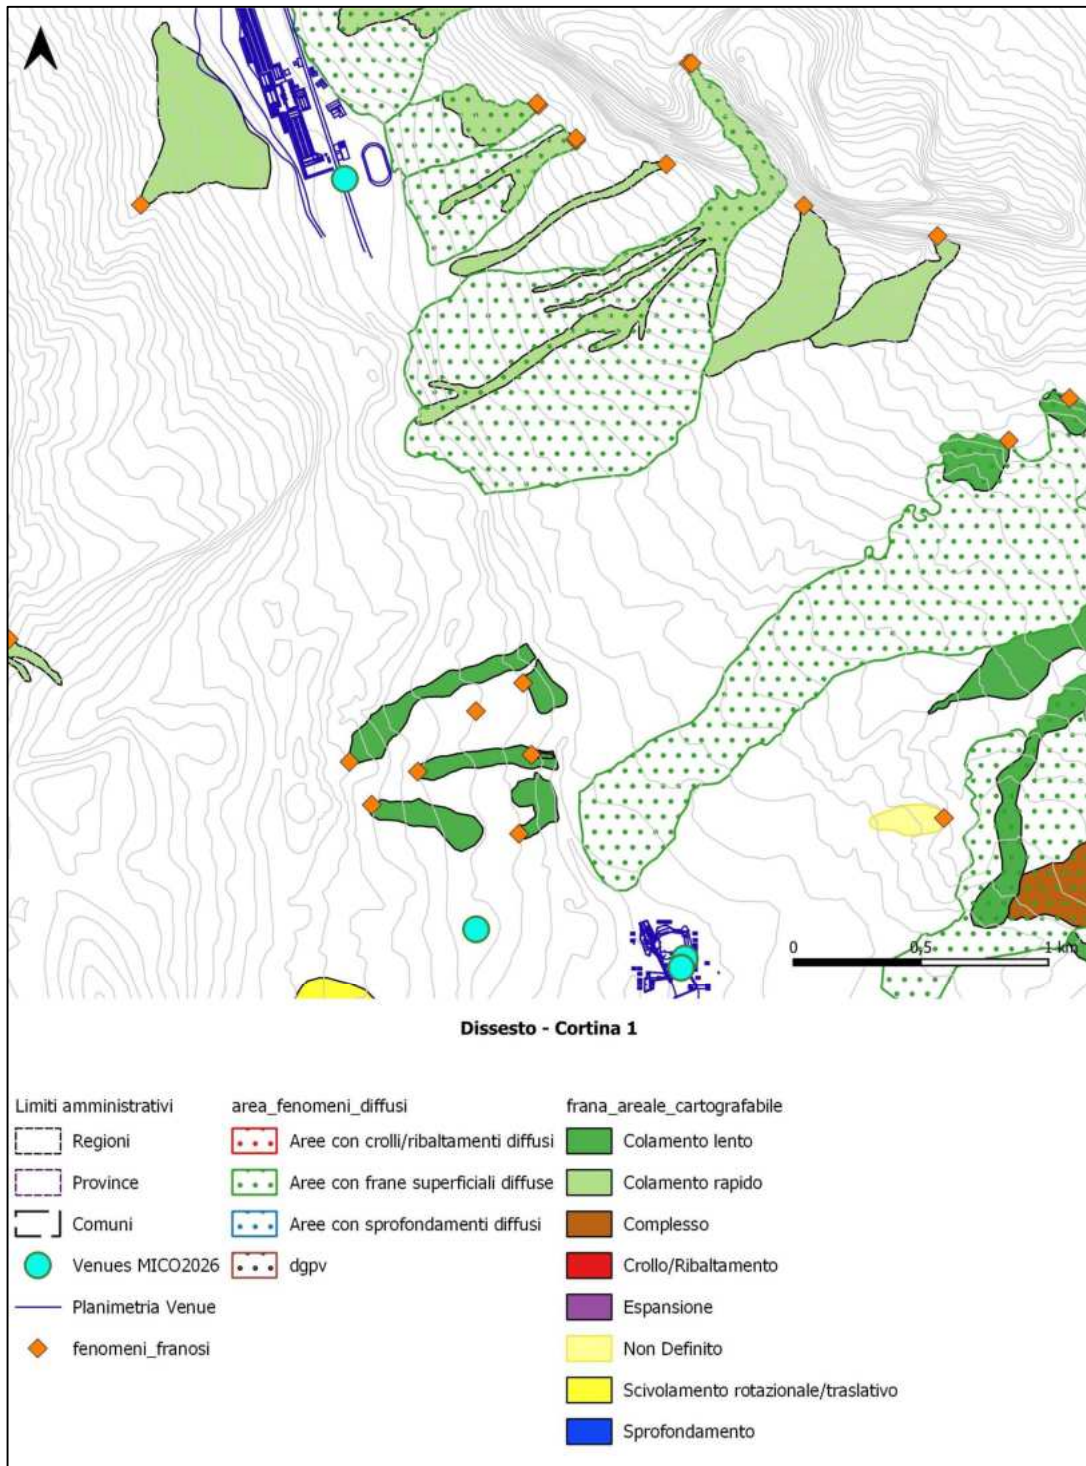 0 0,5 1 km
Dissesto - Cortina 1
Limiti amministrativi
Regioni
Province
Comuni
Venues MICO2026
Planimetria Venue
fenomeni_franosi
area_fenomeni_diffusi
Aree con crolli/ribaltamenti diffusi
Aree con frane superficiali diffuse
Aree con sprofondamenti diffusi
dgpv
frana_areale_cartografabile
Colamento lento
Colamento rapido
Complesso
Crollo/Ribaltamento
Espansione
Non Definito
Scivolamento rotazionale/traslativo
Sprofondamento